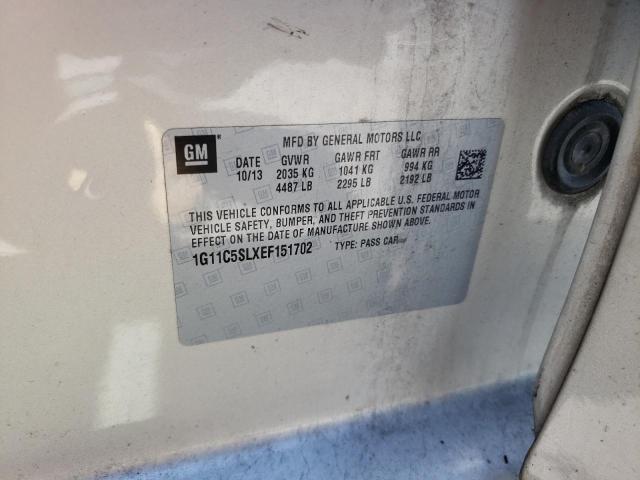 GM
MFD BY GENERAL MOTORS LLC
DATE GVWR GAWR FRT GAWR RR
10/13 2035 KG 1041 KG 994 KG
4487 LB 2295 LB 2192 LB
THIS VEHICLE CONFORMS TO ALL APPLICABLE U.S. FEDERAL MOTOR
VEHICLE SAFETY, BUMPER, AND THEFT PREVENTION STANDARDS IN
EFFECT ON THE DATE OF MANUFACTURE SHOWN ABOVE.
1G11C5SLXEF151702 TYPE: PASS CAR